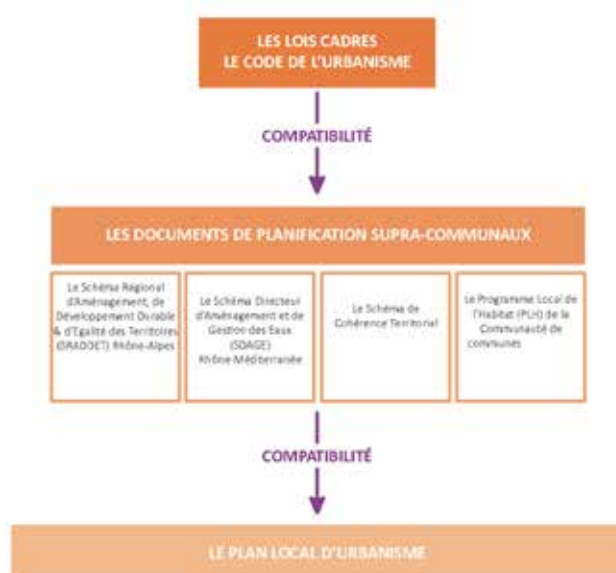 LES LOIS CADRES
LE CODE DE L'URBANISME
COMPATIBILITÉ
LES DOCUMENTS DE PLANIFICATION SUPRA-COMMUNAUX
Le Schéma Régional
d'Aménagement, de
Développement Durable
& d'Egalité des Territoires
(SRADDET) Rhône-Alpes
Le Schéma Directeur
d'Aménagement et de
Gestion des Eaux
(SDAGE)
Rhône-Méditerranée
Le Schéma de
Cohérence Territorial
Le Programme Local de
l'Habitat (PLH) de la
Communauté de
communes
COMPATIBILITÉ
LE PLAN LOCAL D'URBANISME